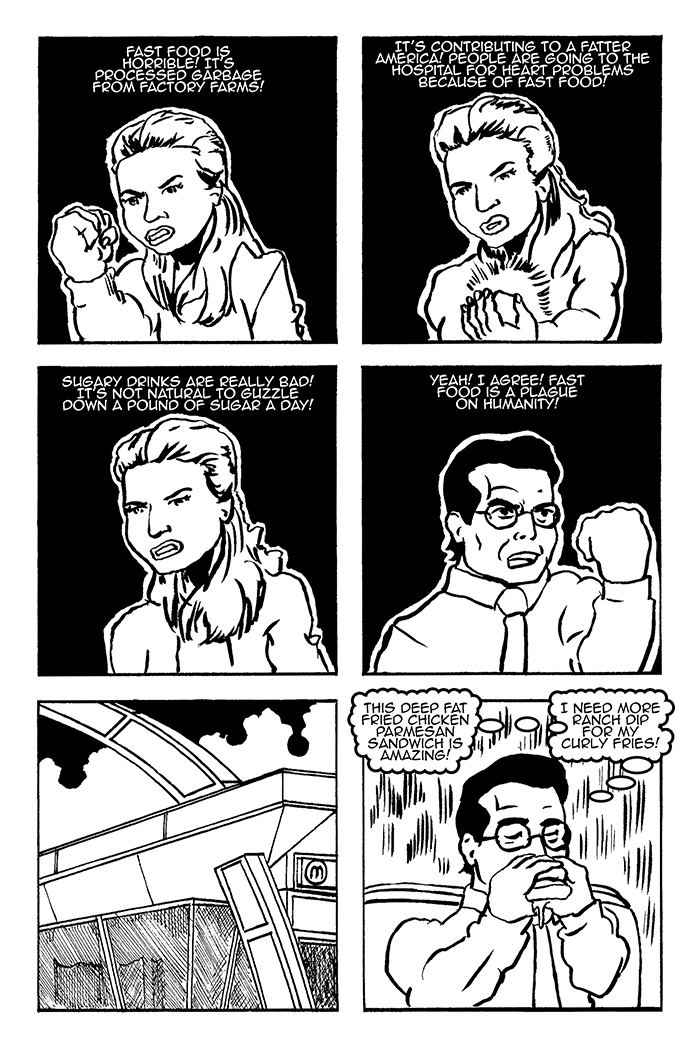 FAST FOOD IS
HORRIBLE! IT'S
PROCESSED GARBAGE
FROM FACTORY FARMS!
IT'S CONTRIBUTING TO A FATTER
AMERICA! PEOPLE ARE GOING TO THE
HOSPITAL FOR HEART PROBLEMS
BECAUSE OF FAST FOOD!
SUGARY DRINKS ARE REALLY BAD!
IT'S NOT NATURAL TO GUZZLE
DOWN A POUND OF SUGAR A DAY!
YEAH! I AGREE! FAST
FOOD IS A PLAGUE
ON HUMANITY!
m
THIS DEEP FAT
FRIED CHICKEN
PARMESAN
SANDWICH IS
AMAZING!
I NEED MORE
RANCH DIP
FOR MY
CURLY FRIES!